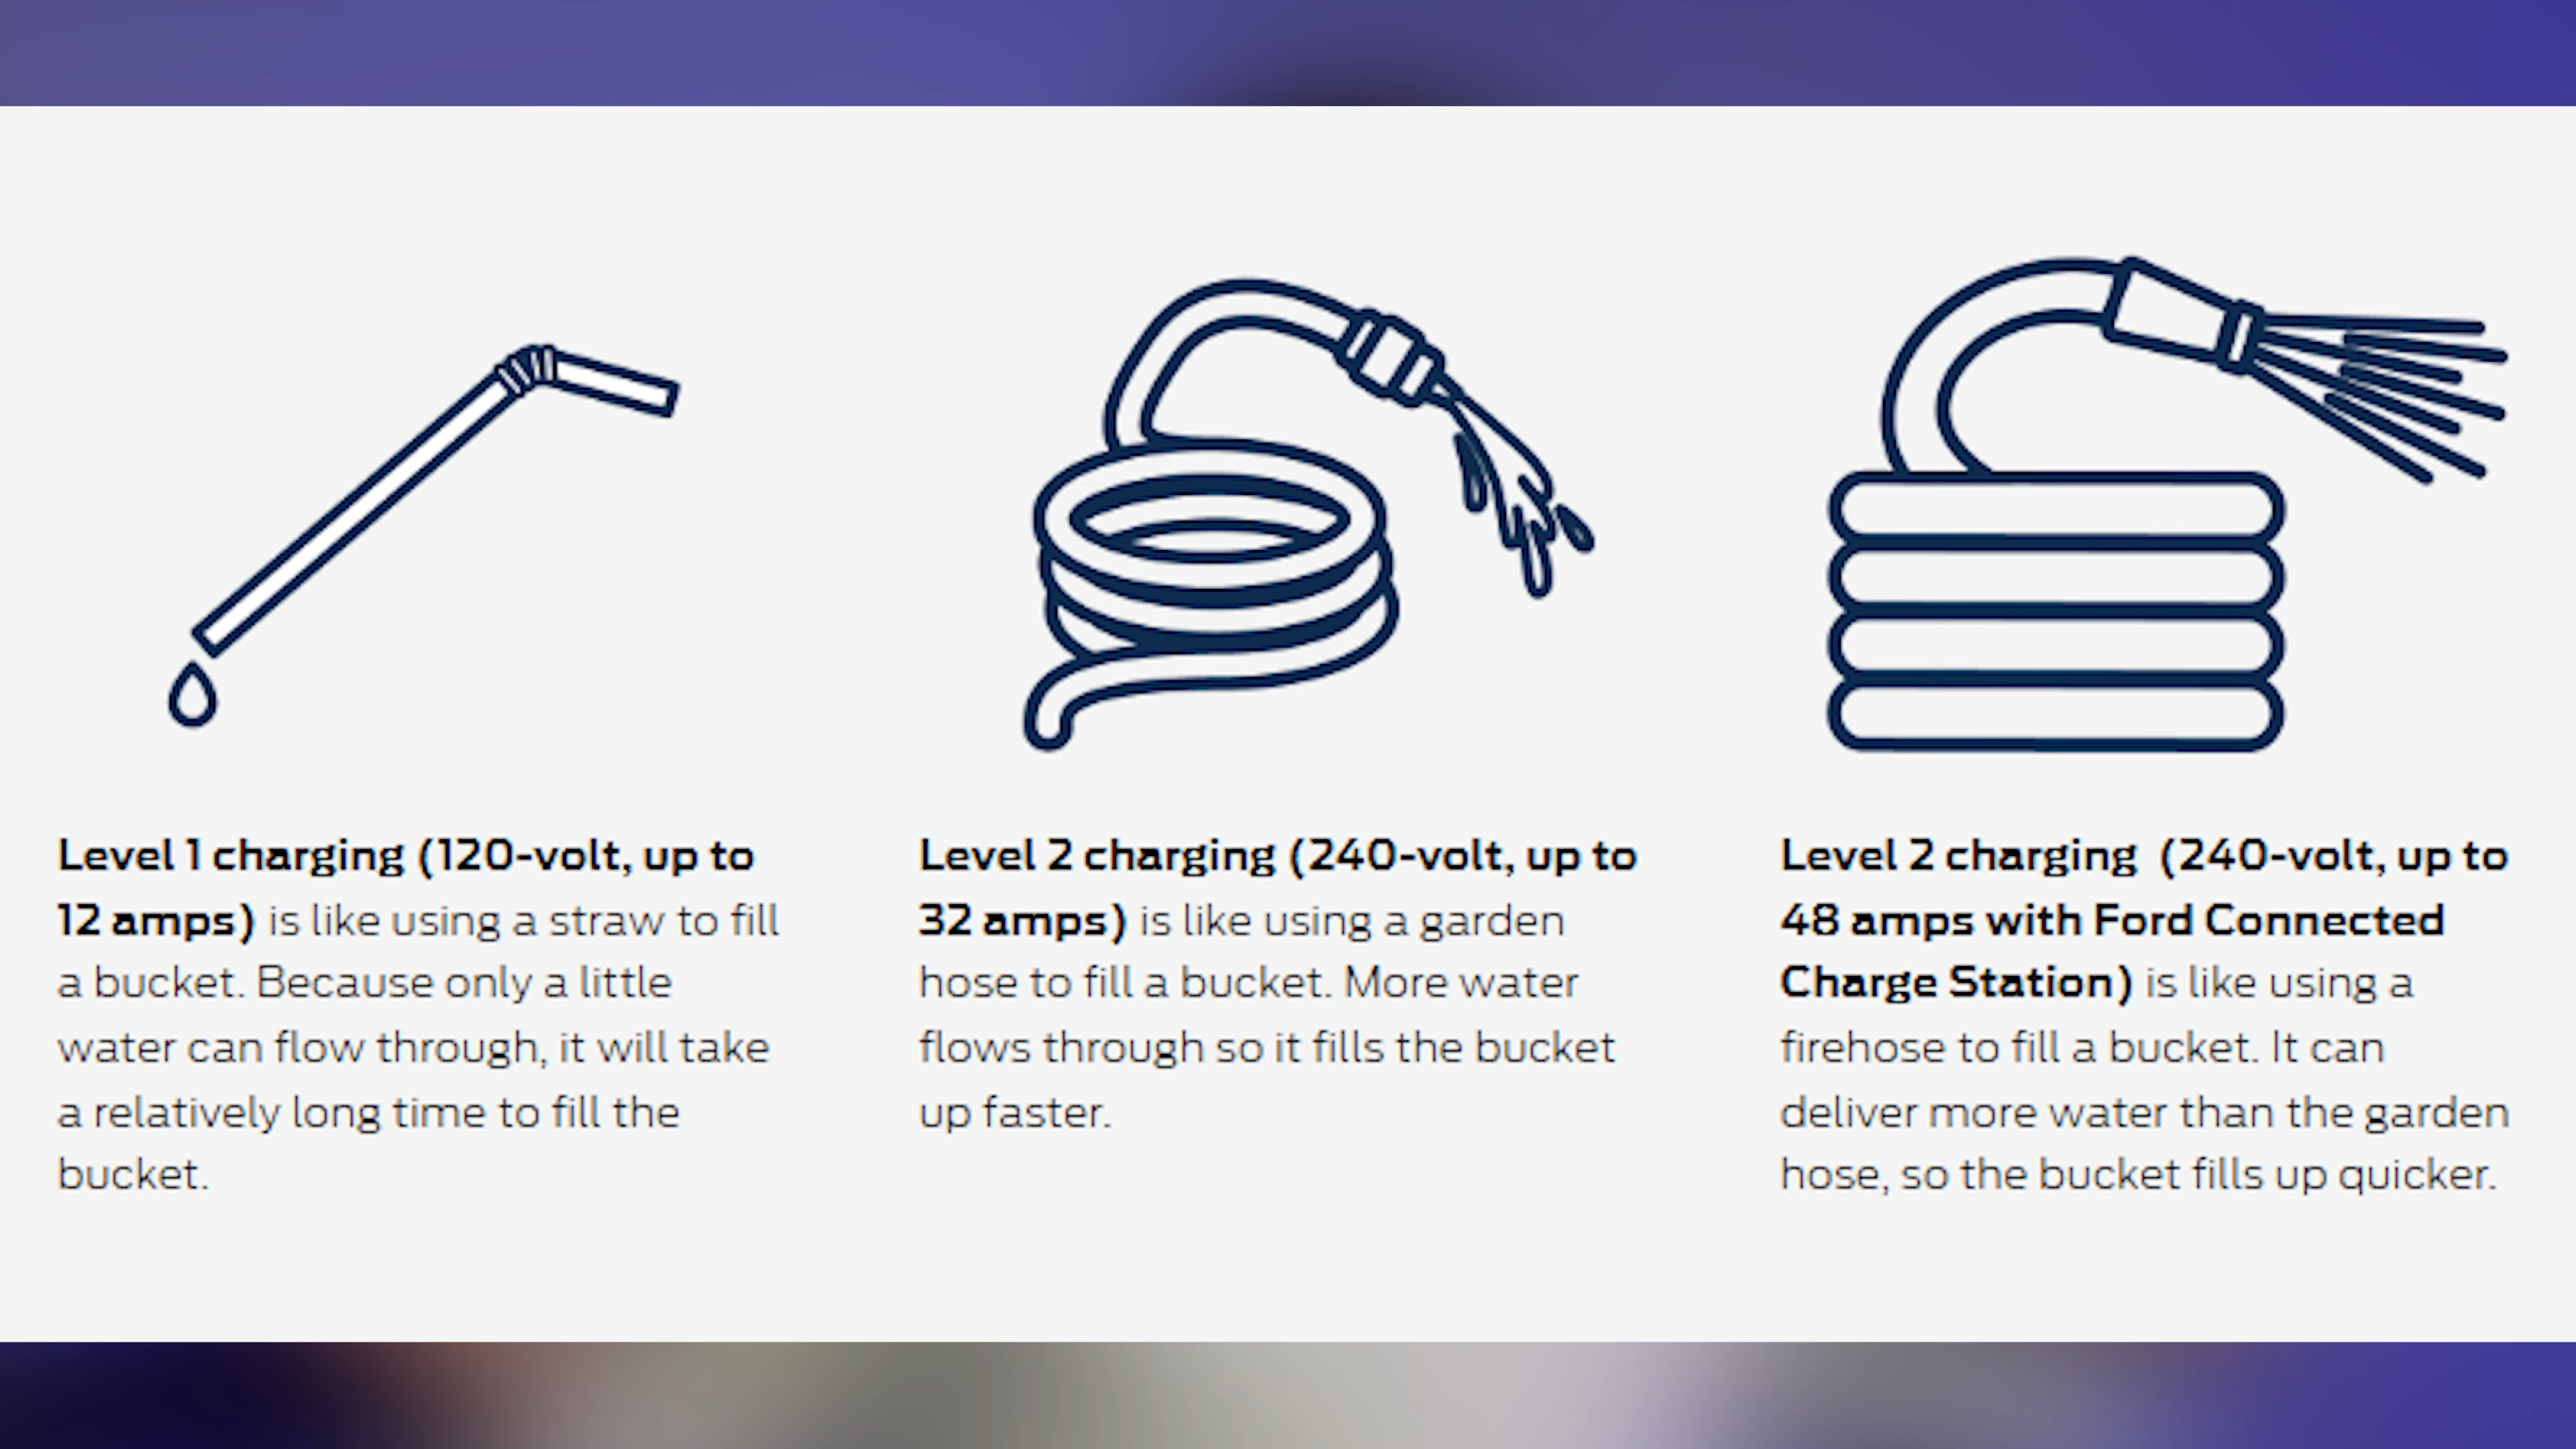 Level 1 charging (120-volt, up to
12 amps) is like using a straw to fill
a bucket. Because only a little
water can flow through, it will take
a relatively long time to fill the
bucket.
Level 2 charging (240-volt, up to
32 amps) is like using a garden
hose to fill a bucket. More water
flows through so it fills the bucket
up faster.
Level 2 charging (240-volt, up to
48 amps with Ford Connected
Charge Station) is like using a
firehose to fill a bucket. It can
deliver more water than the garden
hose, so the bucket fills up quicker.